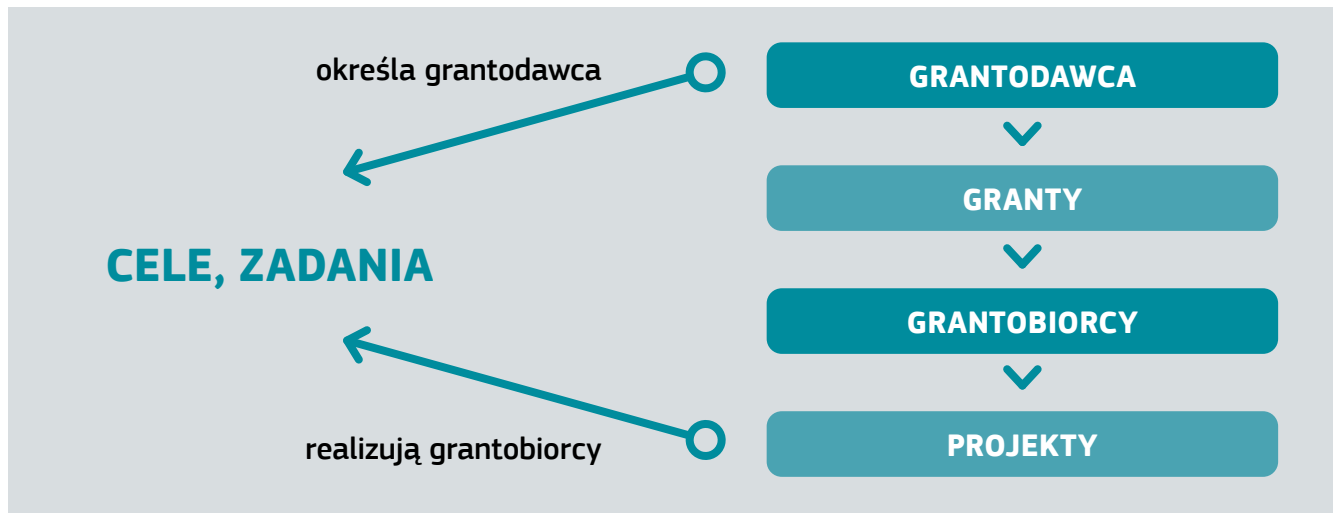 określa grantodawca
GRANTODAWCA
GRANTY
CELE, ZADANIA
GRANTOBIORCY
realizują grantobiorcy
PROJEKTY